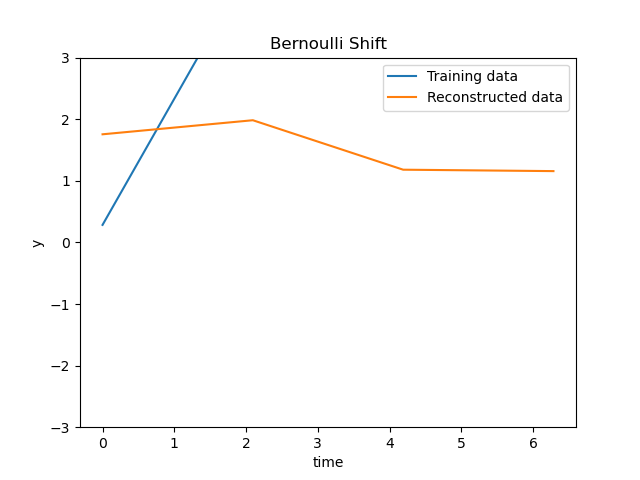 Bernoulli Shift
Training data
Reconstructed data
3
2
1
0
−1
−2
−3
y
0
1
2
3
4
5
6
time